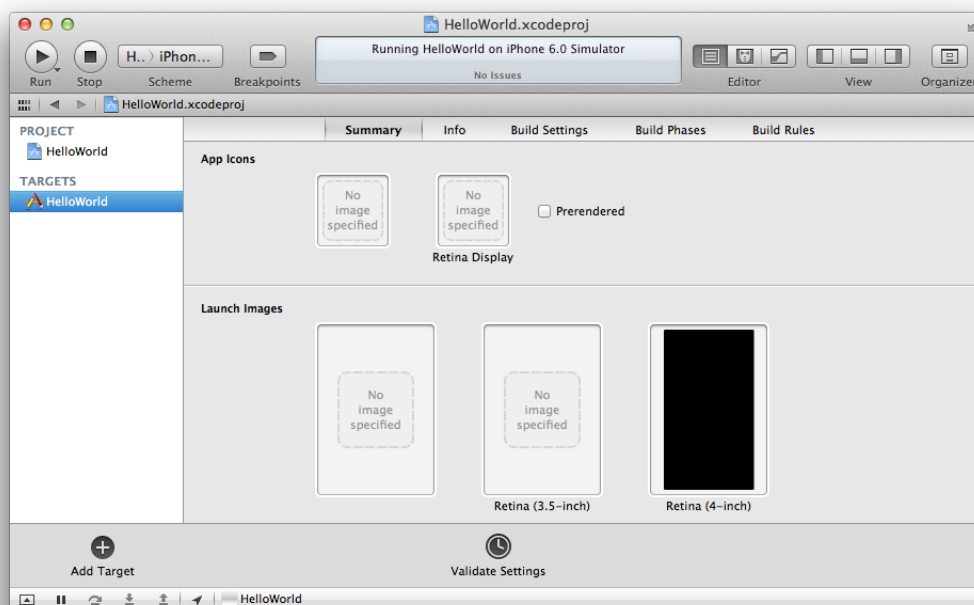 HelloWorld.xcodeproj
H.. › iPhon...
Running HelloWorld on iPhone 6.0 Simulator
No Issues
Run Stop Scheme Breakpoints Editor View Organizer
HelloWorld.xcodeproj
PROJECT
HelloWorld
TARGETS
HelloWorld
Summary Info Build Settings Build Phases Build Rules
App Icons
No
image
specified
No
image
specified
Prerendered
Retina Display
Launch Images
No
image
specified
No
image
specified
Retina (3.5-inch)
Retina (4-inch)
Add Target
Validate Settings
HelloWorld